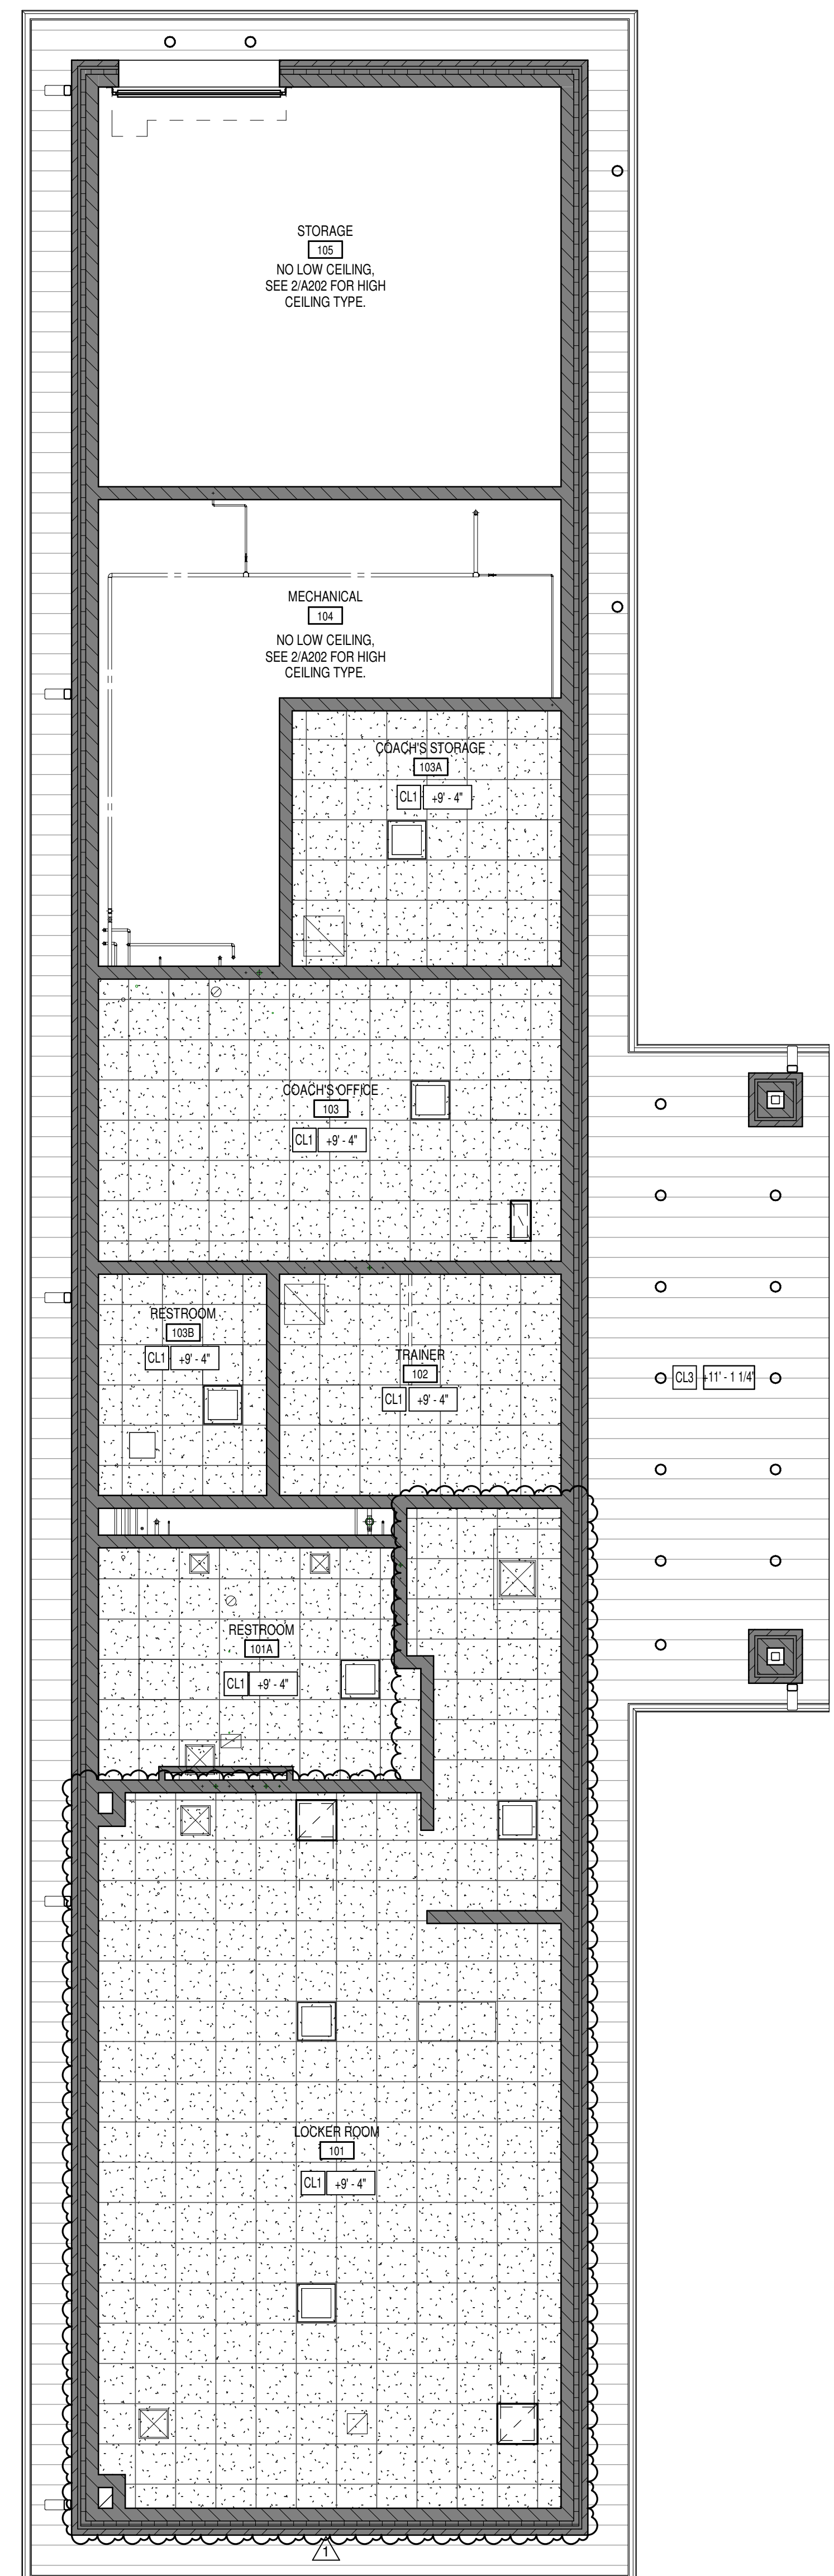 STORAGE
105
NO LOW CEILING,
SEE 2/A202 FOR HIGH
CEILING TYPE.
MECHANICAL
104
NO LOW CEILING,
SEE 2/A202 FOR HIGH
CEILING TYPE.
COACH'S STORAGE
103A
CL1 +9' - 4"
COACH'S OFFICE
103
CL1 +9' - 4"
RESTROOM
103B
CL1 +9' - 4"
TRAINER
102
CL1 +9' - 4"
CL3 +11' - 1 1/4"
RESTROOM
101A
CL1 +9' - 4"
LOCKER ROOM
101
CL1 +9' - 4"
1